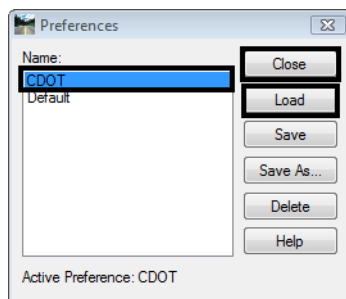 Preferences
Name:
CDOT
Default
Close
Load
Save
Save As...
Delete
Help
Active Preference: CDOT